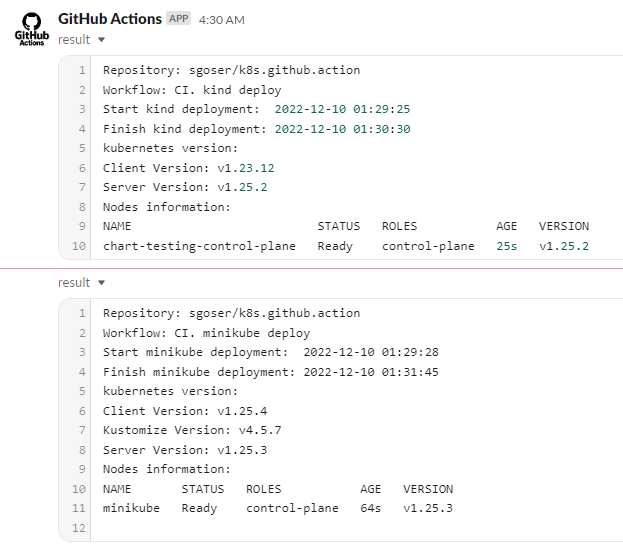 GitHub Actions
GitHub Actions APP 4:30 AM
result
1 Repository: sgoser/k8s.github.action
2 Workflow: CI. kind deploy
3 Start kind deployment:  2022-12-10 01:29:25
4 Finish kind deployment: 2022-12-10 01:30:30
5 kubernetes version:
6 Client Version: v1.23.12
7 Server Version: v1.25.2
8 Nodes information:
9 NAME                          STATUS   ROLES           AGE   VERSION
10 chart-testing-control-plane   Ready    control-plane   25s   v1.25.2
result
1 Repository: sgoser/k8s.github.action
2 Workflow: CI. minikube deploy
3 Start minikube deployment:  2022-12-10 01:29:28
4 Finish minikube deployment: 2022-12-10 01:31:45
5 kubernetes version:
6 Client Version: v1.25.4
7 Kustomize Version: v4.5.7
8 Server Version: v1.25.3
9 Nodes information:
10 NAME       STATUS   ROLES           AGE   VERSION
11 minikube   Ready    control-plane   64s   v1.25.3
12